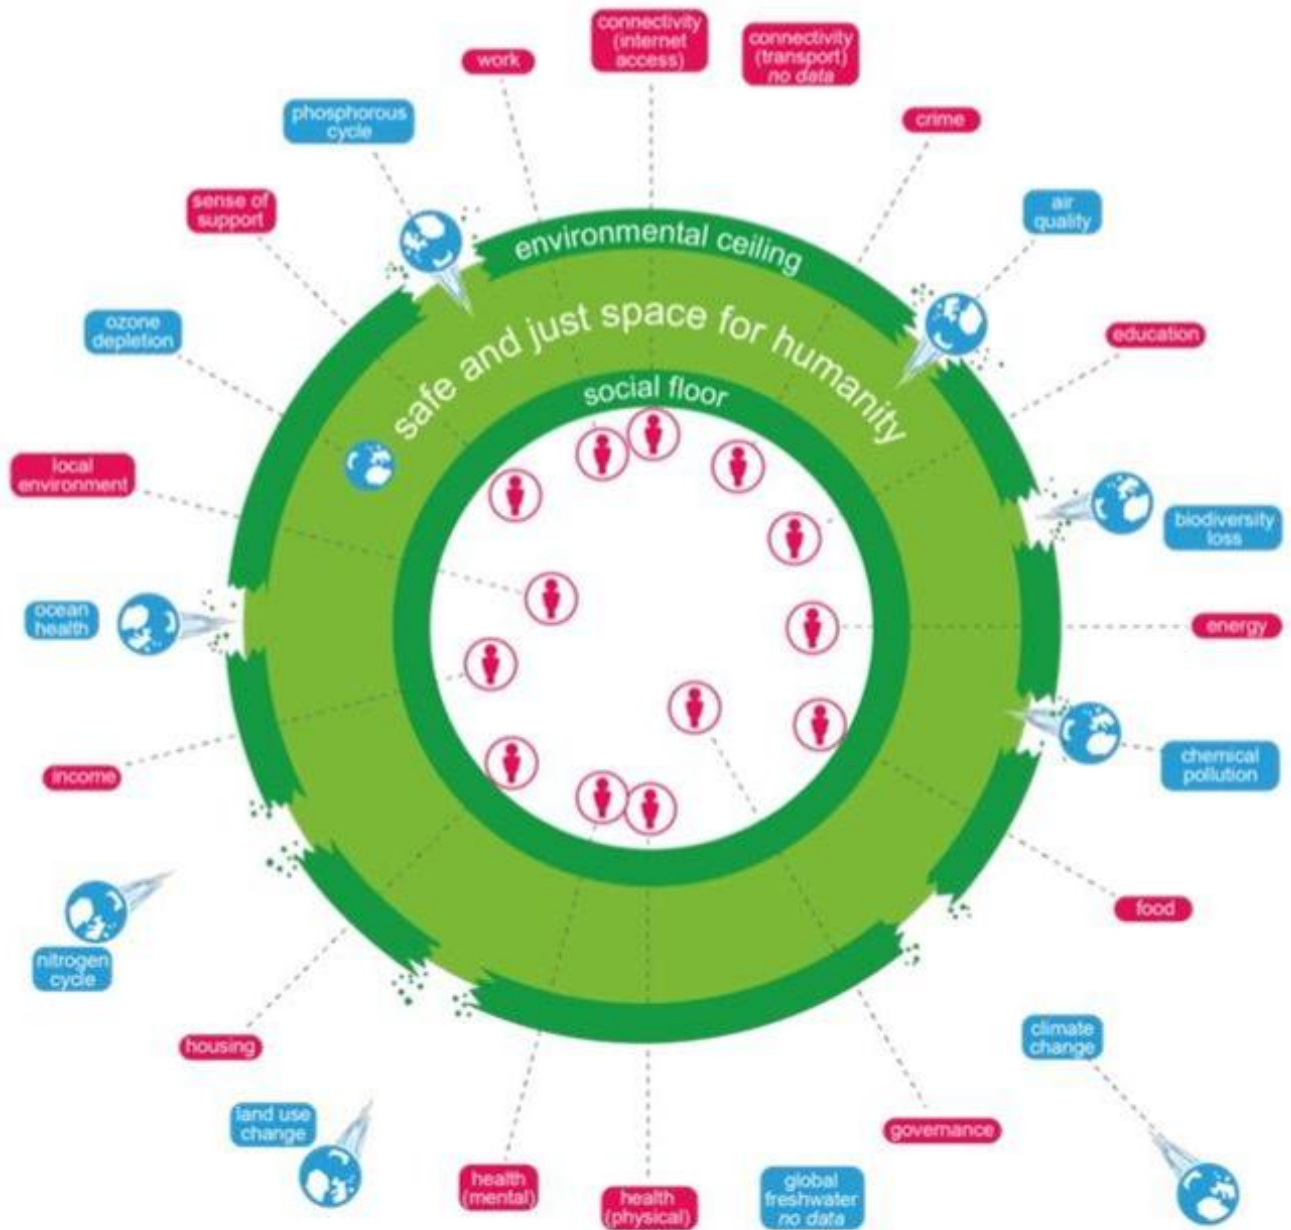 connectivity
(internet
access)
connectivity
(transport)
no data
work
phosphorous
cycle
crime
sense of
support
air
quality
environmental ceiling
safe and just space for humanity
social floor
ozone
depletion
education
local
environment
biodiversity
loss
ocean
health
energy
income
chemical
pollution
food
nitrogen
cycle
housing
climate
change
land use
change
governance
health
(mental)
health
(physical)
global
freshwater
no data